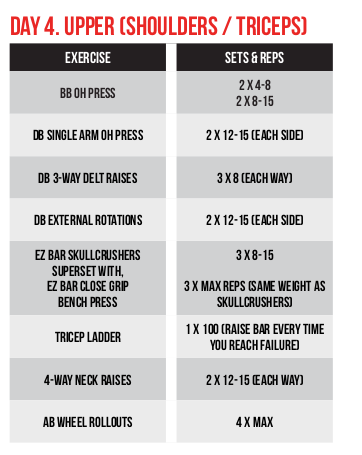 DAY 4. UPPER (SHOULDERS / TRICEPS)
EXERCISE
SETS & REPS
BB OH PRESS
2 X 4-8
2 X 8-15
DB SINGLE ARM OH PRESS
2 X 12-15 (EACH SIDE)
DB 3-WAY DELT RAISES
3 X 8 (EACH WAY)
DB EXTERNAL ROTATIONS
2 X 12-15 (EACH SIDE)
EZ BAR SKULLCRUSHERS
SUPERSET WITH,
EZ BAR CLOSE GRIP
BENCH PRESS
3 X 8-15
3 X MAX REPS (SAME WEIGHT AS
SKULLCRUSHERS)
TRICEP LADDER
1 X 100 (RAISE BAR EVERY TIME
YOU REACH FAILURE)
4-WAY NECK RAISES
2 X 12-15 (EACH WAY)
AB WHEEL ROLLOUTS
4 X MAX